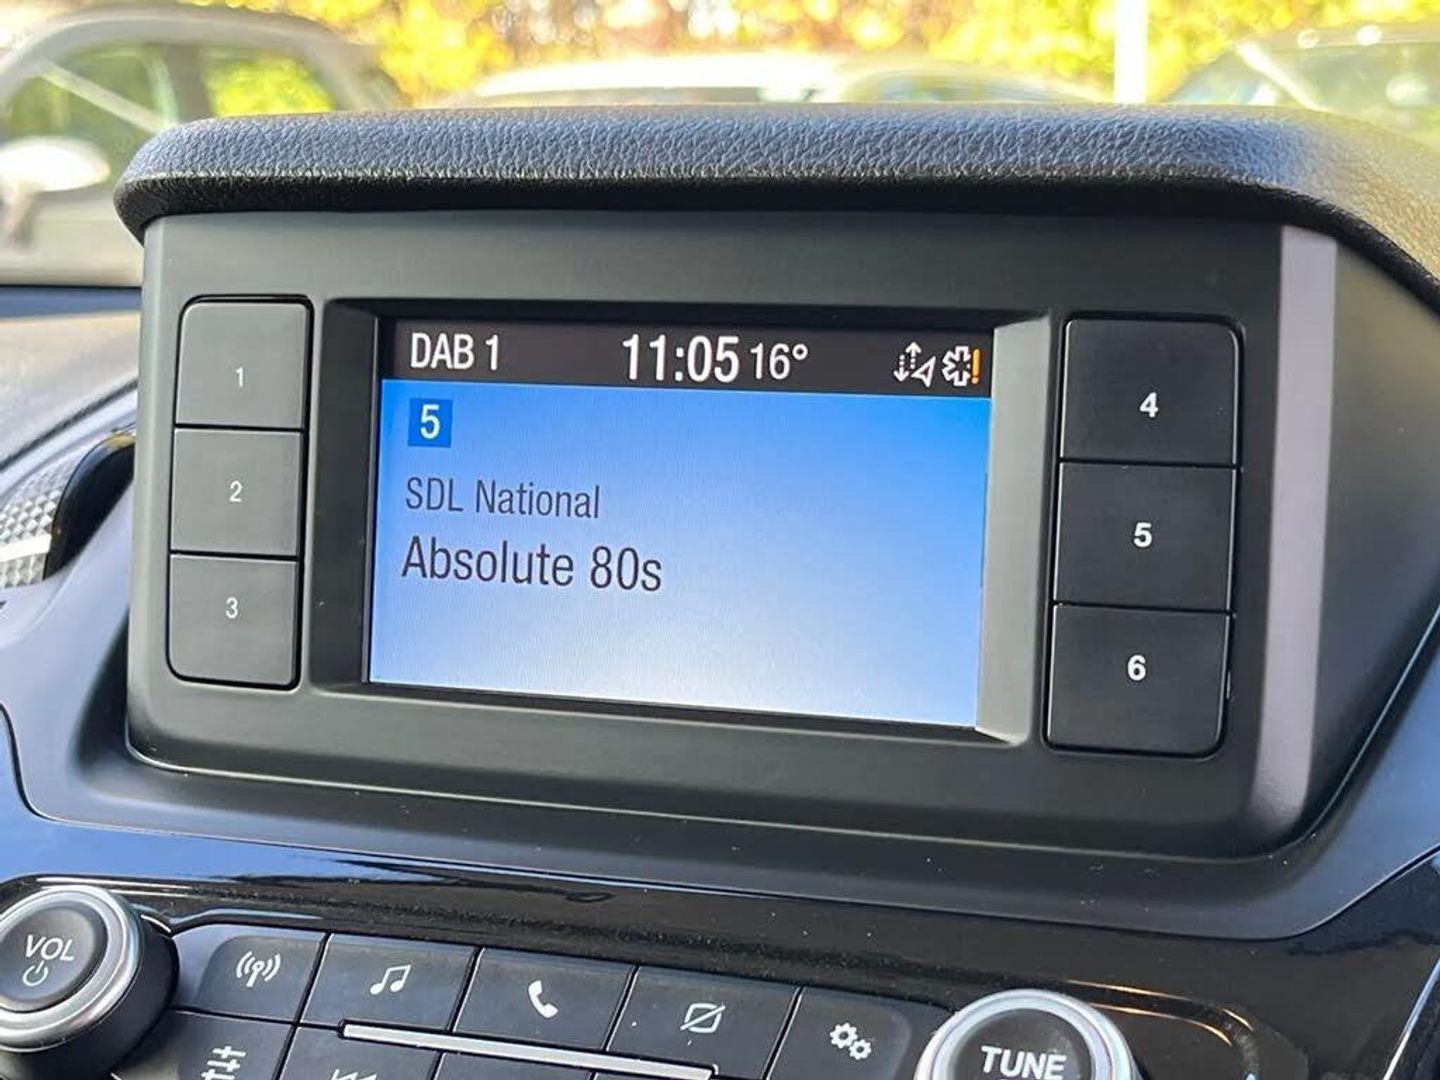 DAB 1 11:05 16°
5
SDL National
Absolute 80s
1
2
3
4
5
6
VOL
TUNE